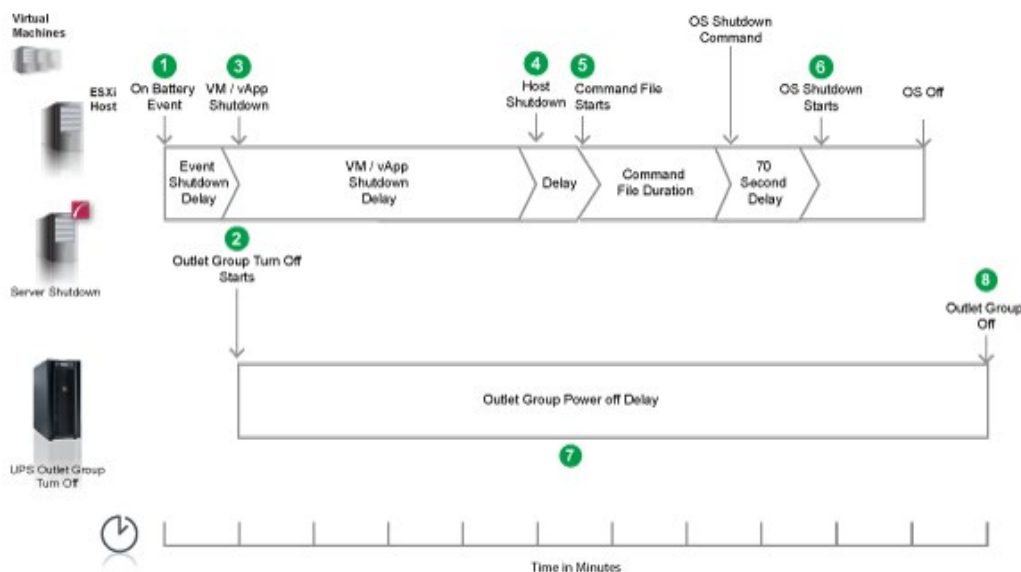 Virtual
Machines
ESXi
Host
Server Shutdown
UPS Outlet Group
Turn Off
1
On Battery
Event
3
VM / vApp
Shutdown
4
Host
Shutdown
5
Command File
Starts
OS Shutdown
Command
6
OS Shutdown
Starts
OS Off
Event
Shutdown
Delay
VM / vApp
Shutdown
Delay
Delay
Command
File Duration
70
Second
Delay
2
Outlet Group Turn Off
Starts
8
Outlet Group
Off
Outlet Group Power off Delay
7
Time in Minutes